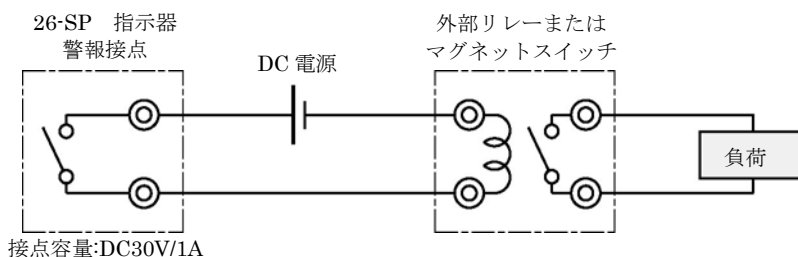 26-SP 指示器
警報接点
DC 電源
外部リレーまたは
マグネットスイッチ
負荷
接点容量:DC30V/1A